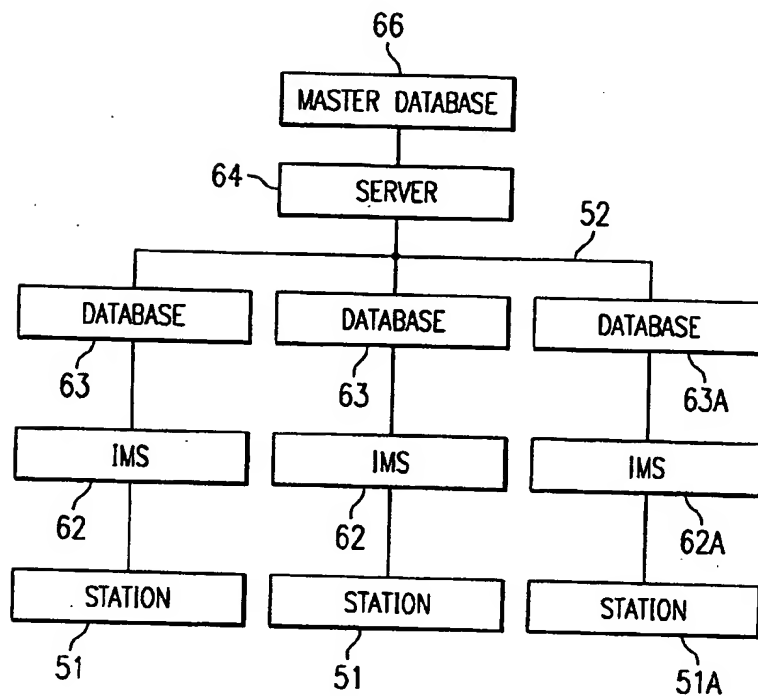 66
MASTER DATABASE
64
SERVER
52
DATABASE DATABASE DATABASE
63 63 63A
IMS IMS IMS
62 62 62A
STATION STATION STATION
51 51 51A